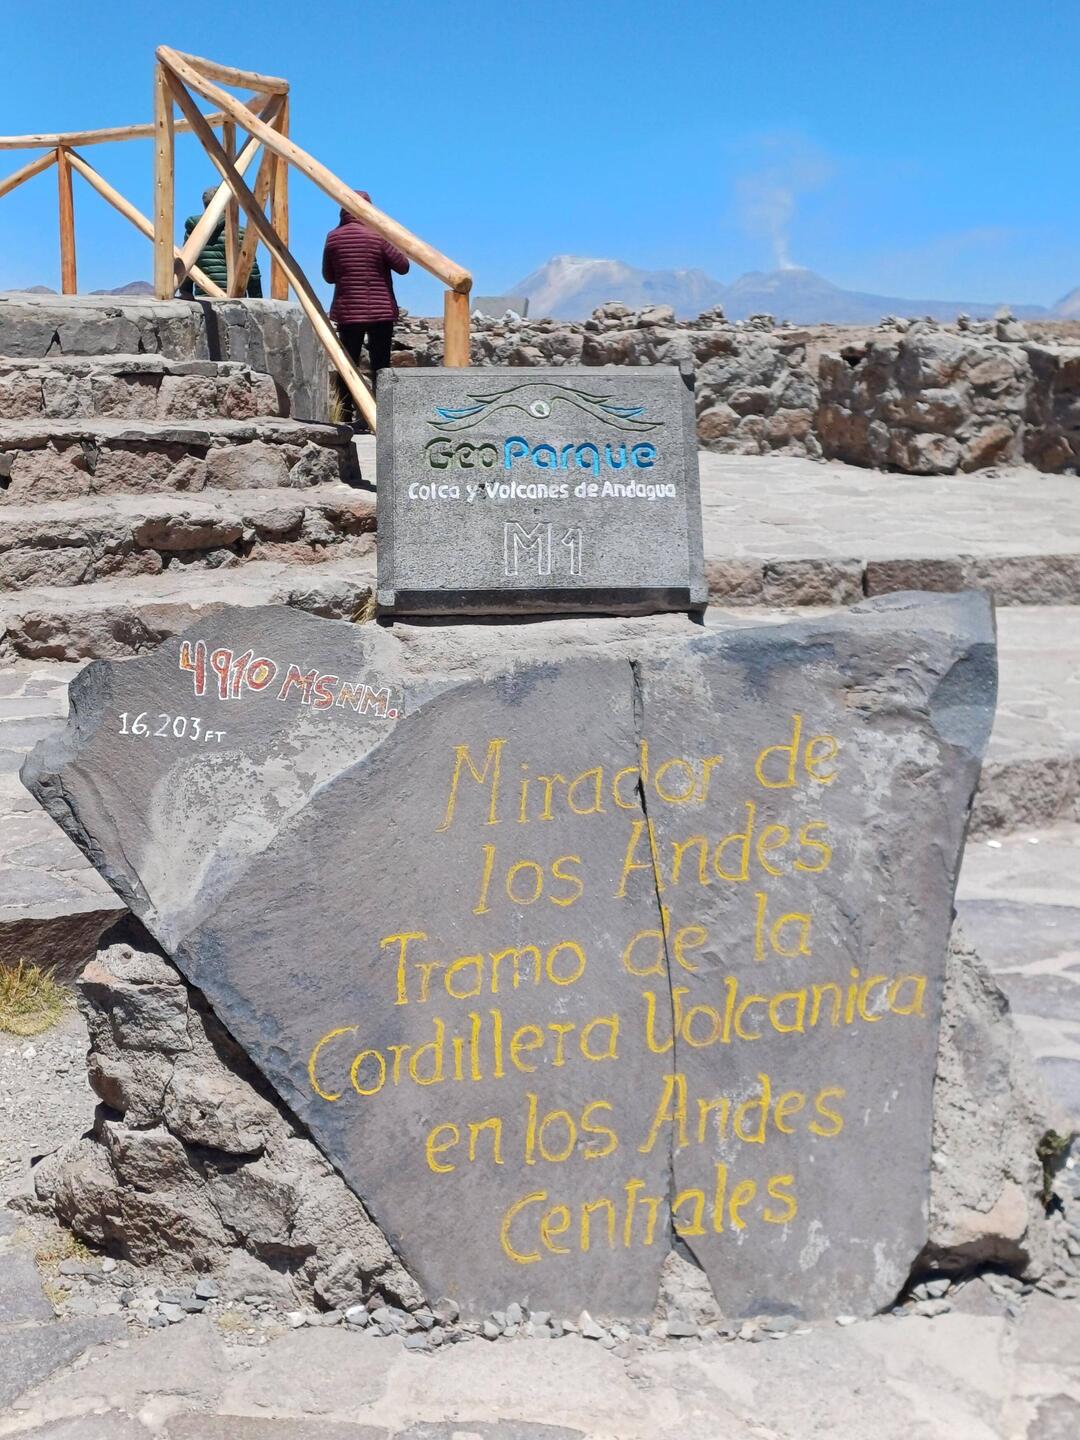 GeoParque
Colca y Volcanes de Andagua
M1
4910 MSNM.
16,203 FT
Mirador de
los Andes
Tramo de la
Cordillera Volcanica
en los Andes
Centrales